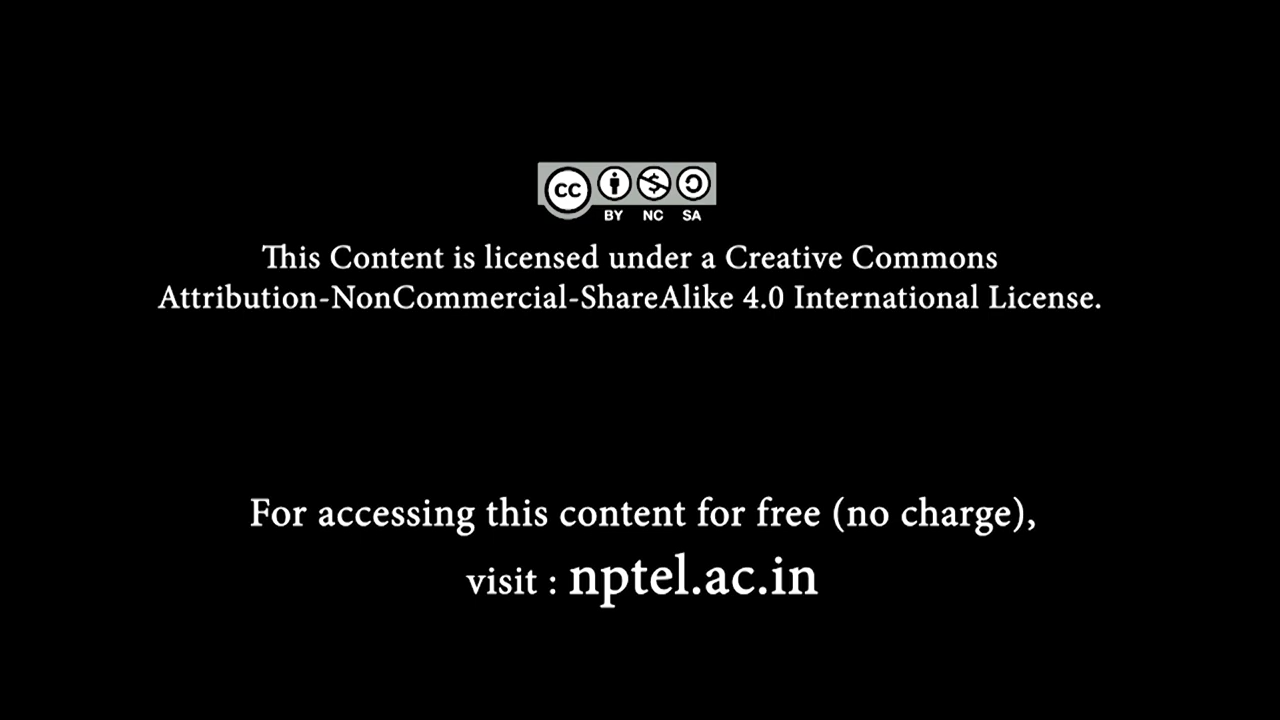 CC BY NC SA
This Content is licensed under a Creative Commons
Attribution-NonCommercial-ShareAlike 4.0 International License.
For accessing this content for free (no charge),
visit : nptel.ac.in